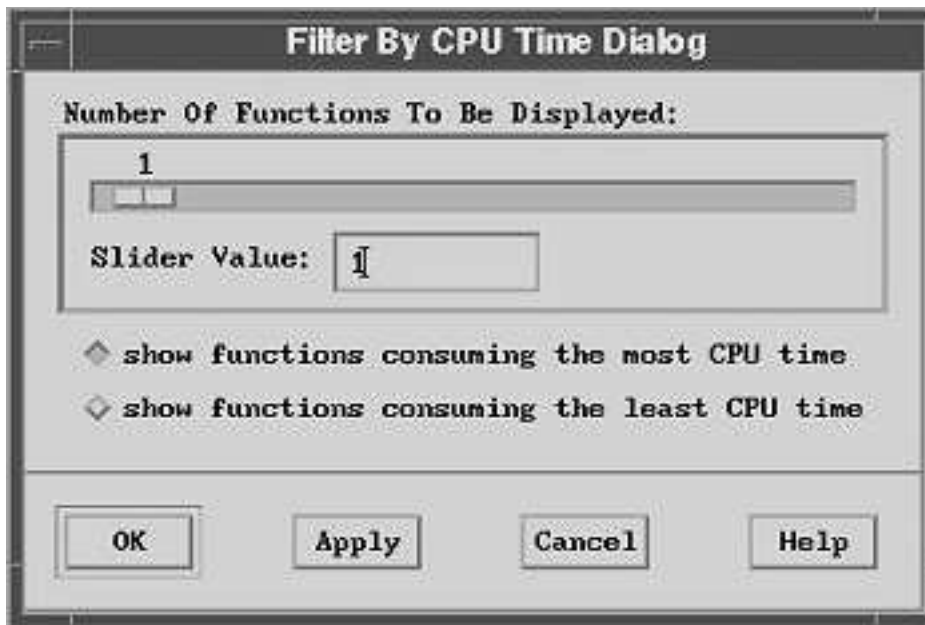 Filter By CPU Time Dialog
Number Of Functions To Be Displayed:
1
Slider Value: 1
show functions consuming the most CPU time
show functions consuming the least CPU time
OK Apply Cancel Help